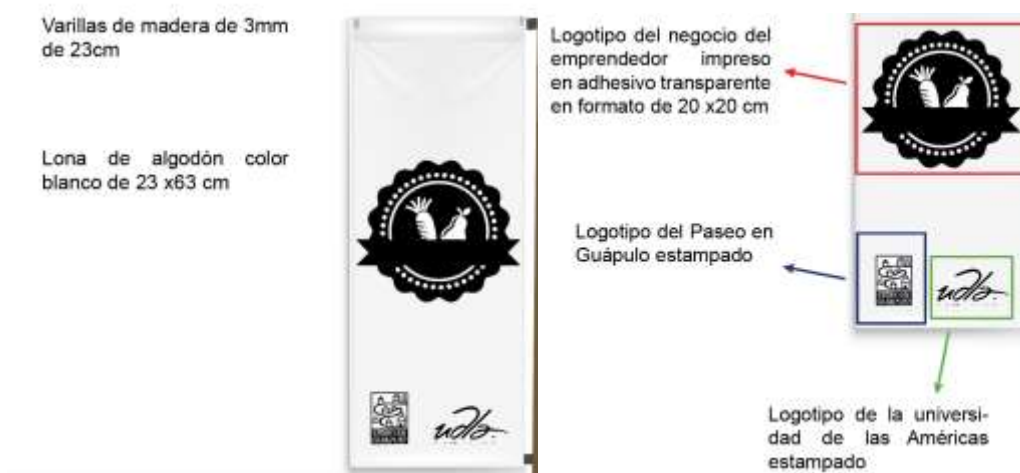 Varillas de madera de 3mm
de 23cm
Lona de algodón color
blanco de 23 x63 cm
udla-
Logotipo del negocio del
emprendedor impreso
en adhesivo transparente
en formato de 20 x20 cm
Logotipo del Paseo en
Guápulo estampado
udla-
Logotipo de la universi-
dad de las Américas
estampado